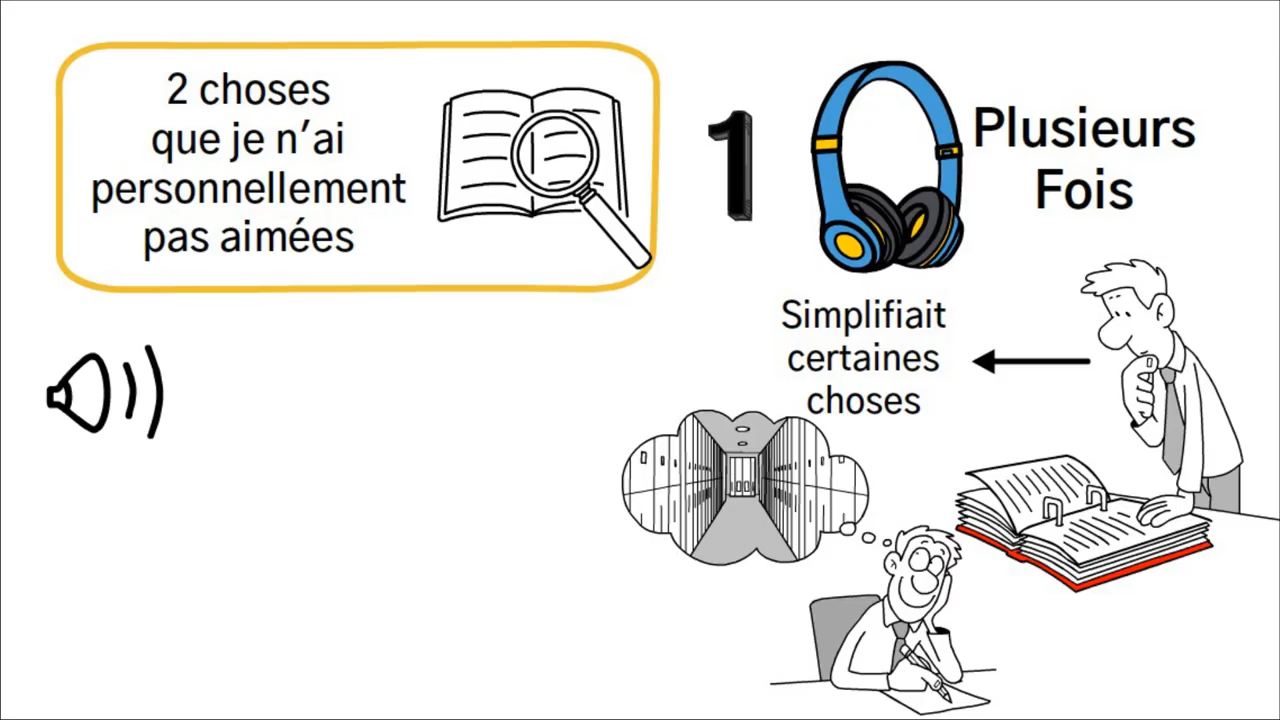 2 choses
que je n’ai
personnellement
pas aimées
1
Plusieurs
Fois
Simplifiait
certaines
choses